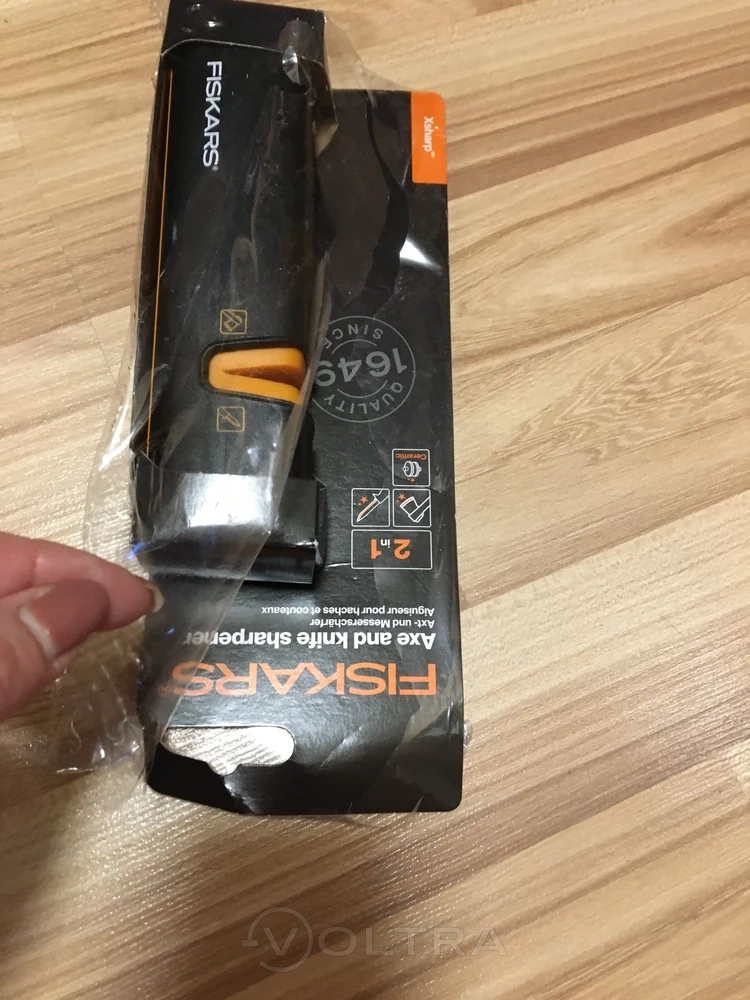 FISKARS®
Axe and knife sharpener
Axt- und Messerschärfer
Aiguiseur pour haches et couteaux
2 in 1
Ceramic
QUALITY
1649
SINCE
Xsharp™
FISKARS®
VOLTRA